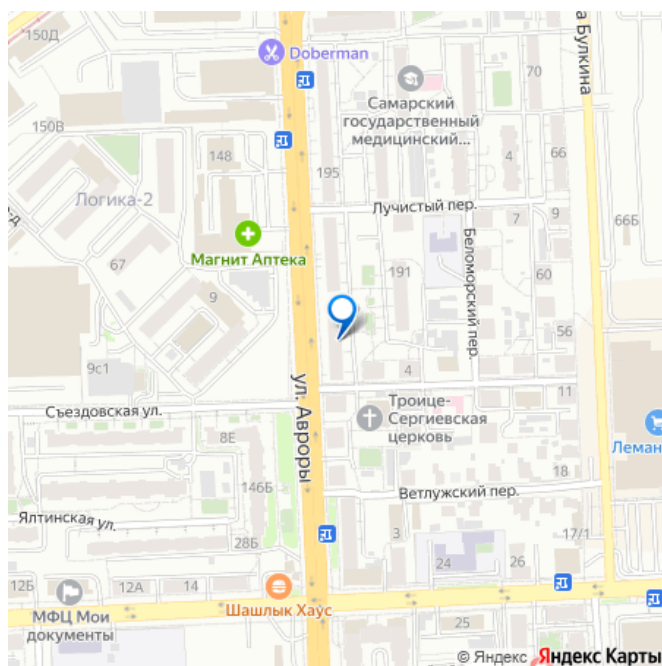 150Д
Doberman
70
а Булкина
Самарский
государственный
медицинский...
150В
148
4
66
195
Логика-2
Лучистый пер.
7
9
66Б
Магнит Аптека
67
191
Беломорский пер.
60
9
56
9с1
4
ул. Авроры
11
Съездовская ул.
Троице-
Сергиевская
церковь
8Е
Леман
18
146Б
Ветлужский пер.
Ялтинская ул.
28Б
3
17/1
24
26
12Б
12А
14
Шашлык Хаус
25
МФЦ Мои
документы
© Яндекс Яндекс Карты